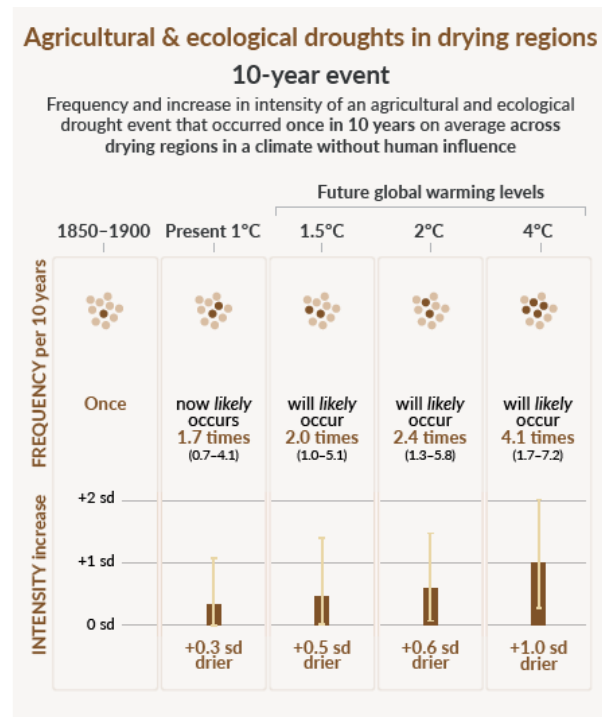 Agricultural & ecological droughts in drying regions
10-year event
Frequency and increase in intensity of an agricultural and ecological
drought event that occurred once in 10 years on average across
drying regions in a climate without human influence
Future global warming levels
1850–1900 Present 1°C 1.5°C 2°C 4°C
FREQUENCY per 10 years
Once
now likely
occurs
1.7 times
(0.7–4.1)
will likely
occur
2.0 times
(1.0–5.1)
will likely
occur
2.4 times
(1.3–5.8)
will likely
occur
4.1 times
(1.7–7.2)
INTENSITY increase
+2 sd
+1 sd
0 sd
+0.3 sd
drier
+0.5 sd
drier
+0.6 sd
drier
+1.0 sd
drier